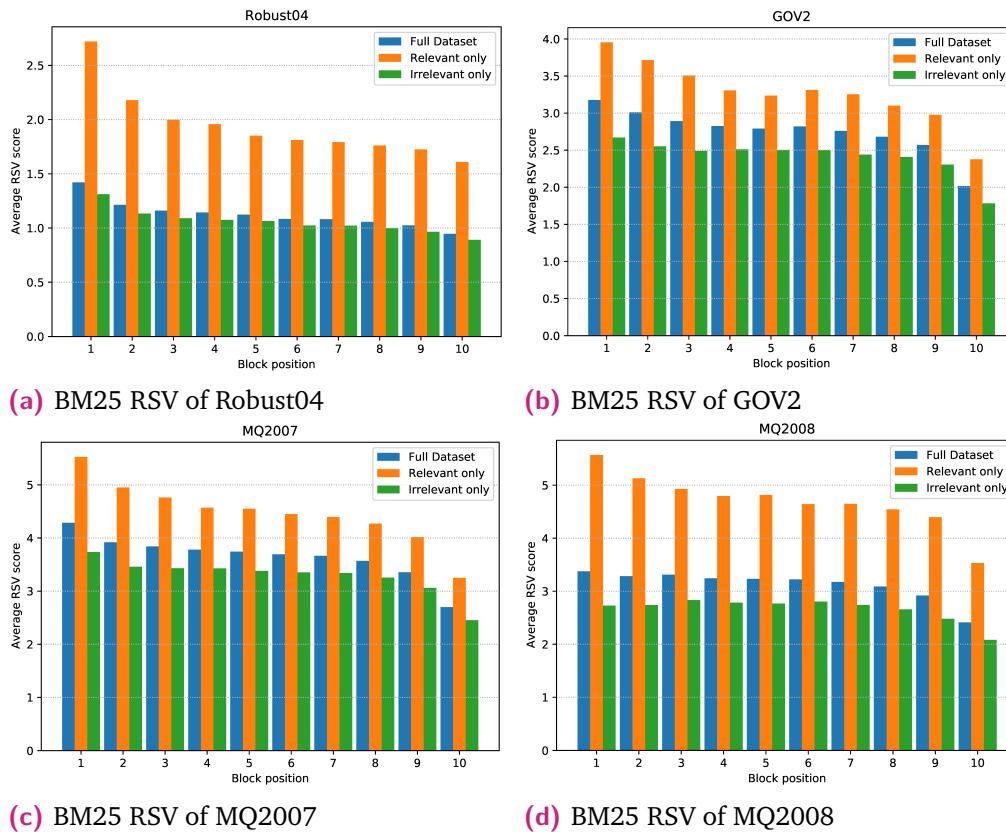 Robust04
Full Dataset
Relevant only
Irrelevant only
Average RSV score
2.5
2.0
1.5
1.0
0.5
0.0
1 2 3 4 5 6 7 8 9 10
Block position
(a) BM25 RSV of Robust04
GOV2
Full Dataset
Relevant only
Irrelevant only
Average RSV score
4.0
3.5
3.0
2.5
2.0
1.5
1.0
0.5
0.0
1 2 3 4 5 6 7 8 9 10
Block position
(b) BM25 RSV of GOV2
MQ2007
Full Dataset
Relevant only
Irrelevant only
Average RSV score
5
4
3
2
1
0
1 2 3 4 5 6 7 8 9 10
Block position
(c) BM25 RSV of MQ2007
MQ2008
Full Dataset
Relevant only
Irrelevant only
Average RSV score
5
4
3
2
1
0
1 2 3 4 5 6 7 8 9 10
Block position
(d) BM25 RSV of MQ2008